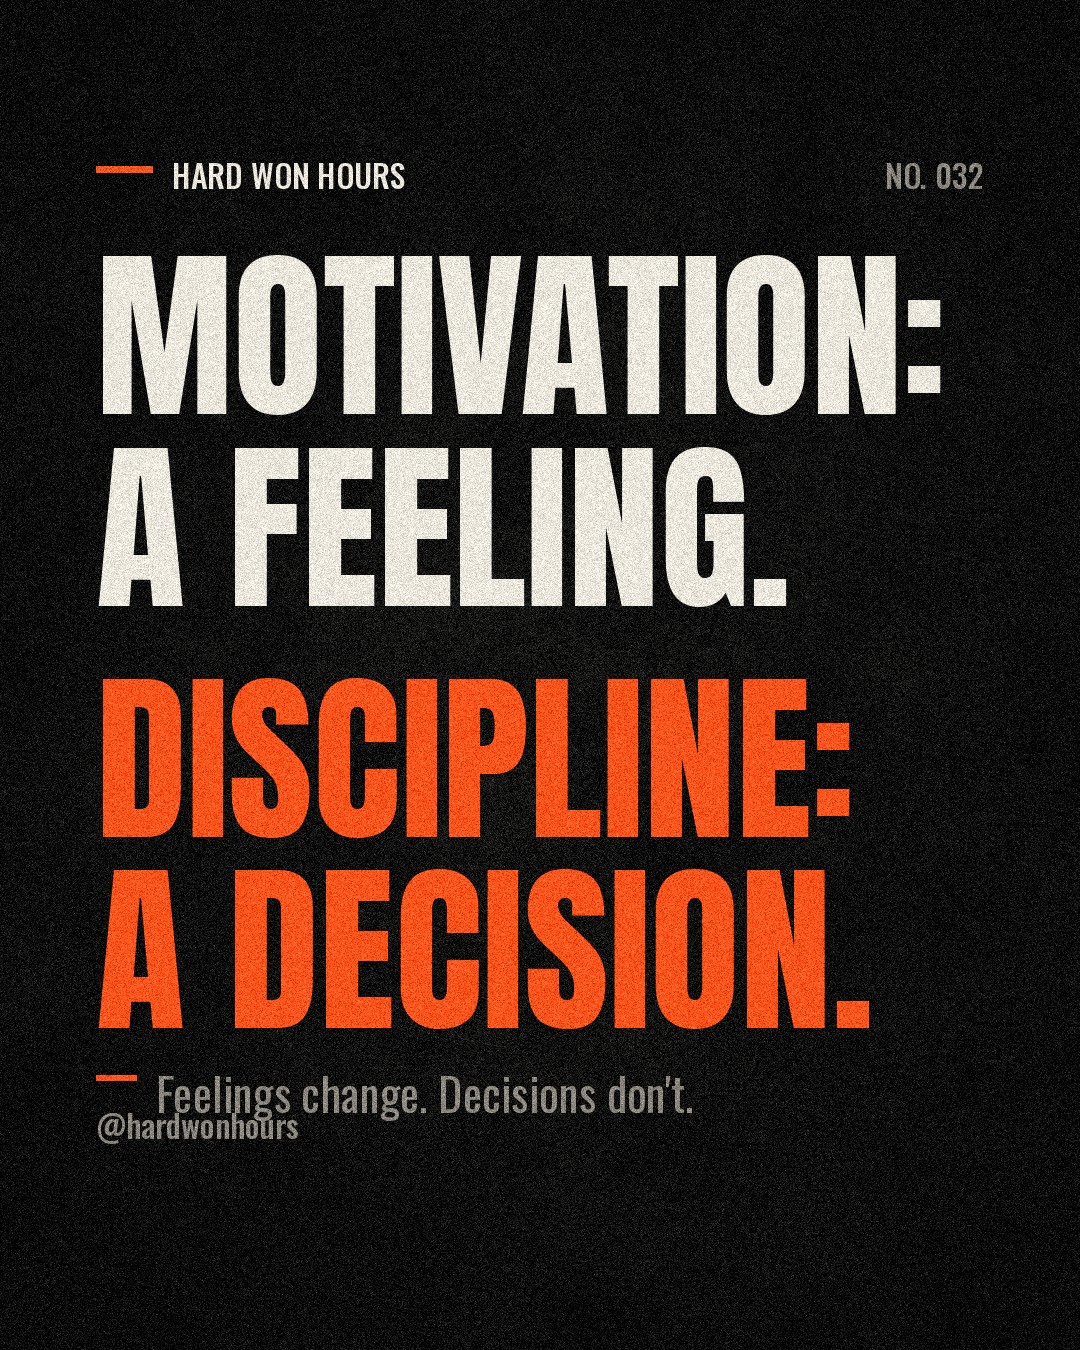 HARD WON HOURS
NO. 032
MOTIVATION:
A FEELING.
DISCIPLINE:
A DECISION.
Feelings change. Decisions don't.
@hardwonhours